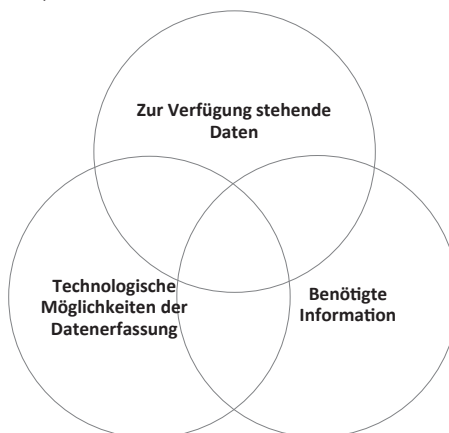 Zur Verfügung stehende
Daten
Technologische
Möglichkeiten der
Datenerfassung
Benötigte
Information